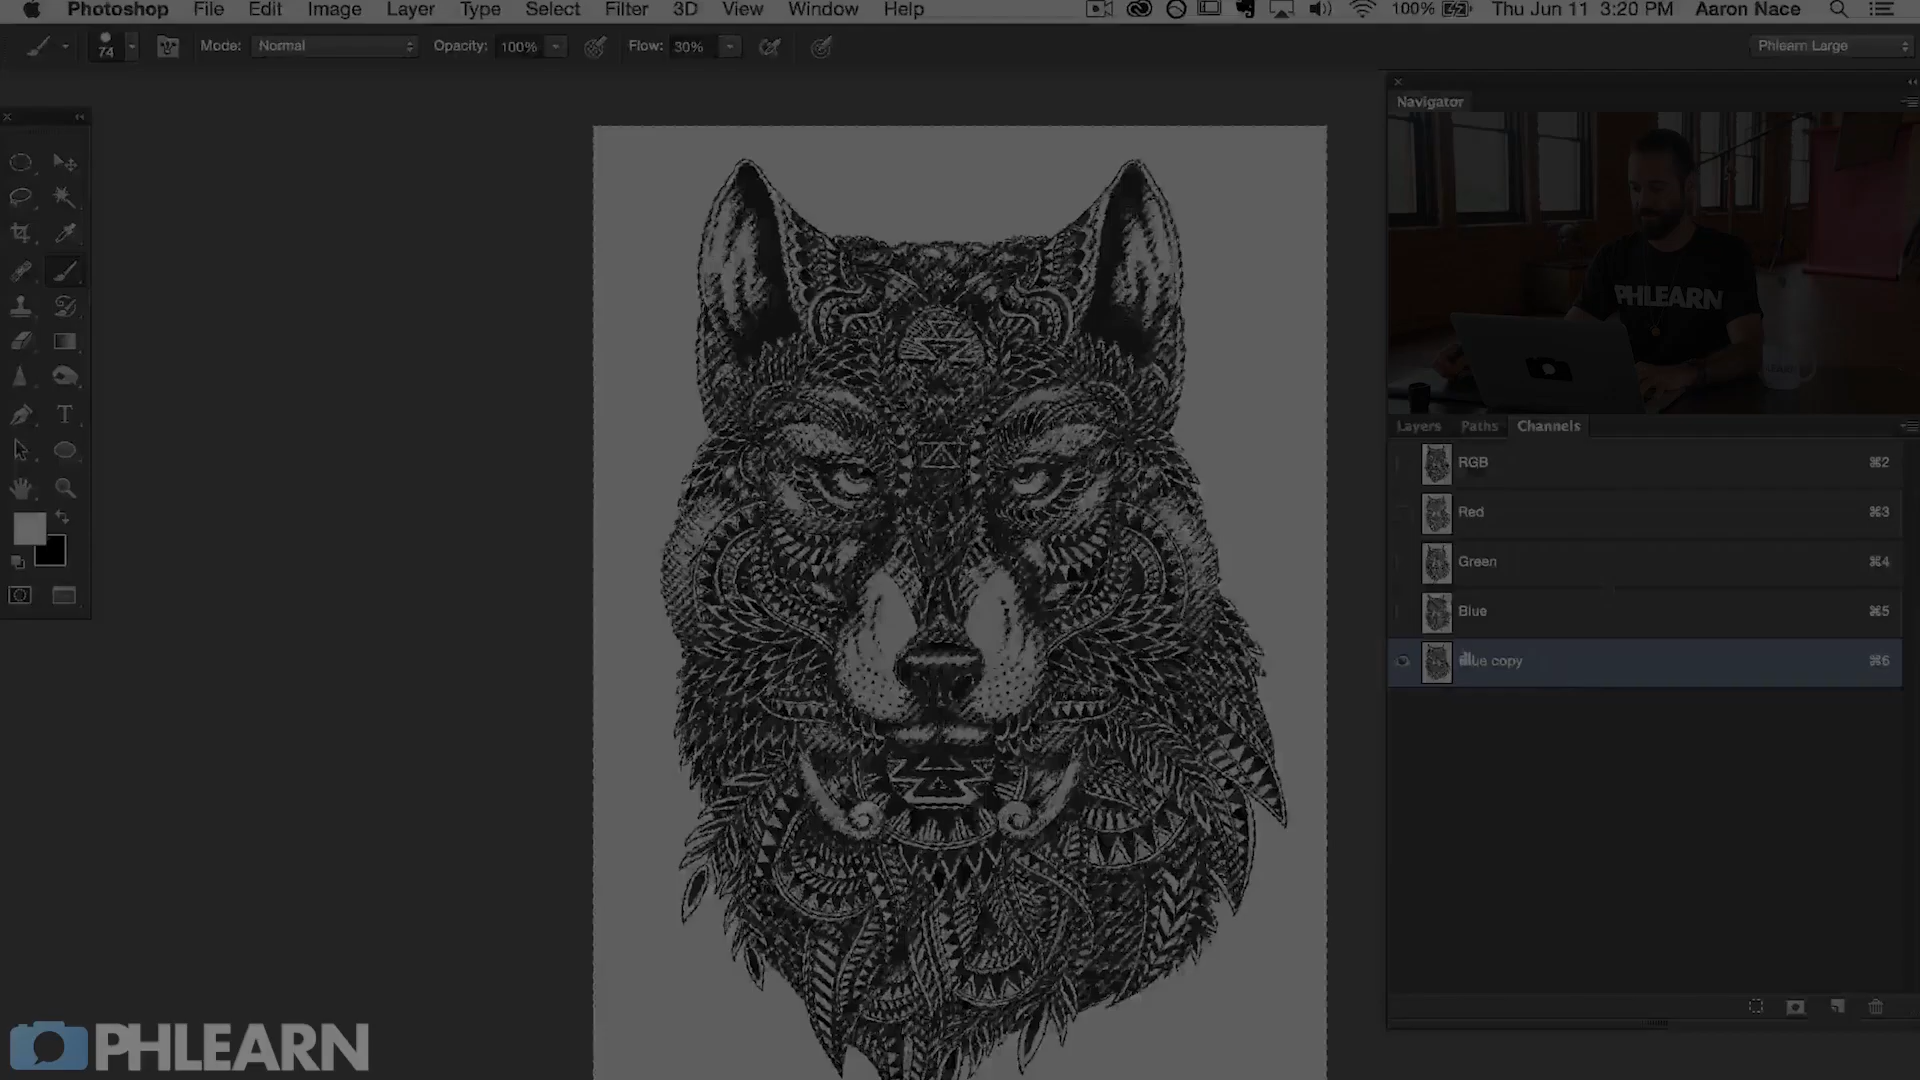 Photoshop File Edit Image Layer Type Select Filter 3D View Window Help 100% Thu Jun 11 3:20 PM Aaron Nace
74 Mode: Normal Opacity: 100% Flow: 30% Phlearn Large
Navigator
PHLEARN
Layers Paths Channels
RGB ⌘2
Red ⌘3
T
Green ⌘4
Blue ⌘5
copy ⌘6
PHLEARN